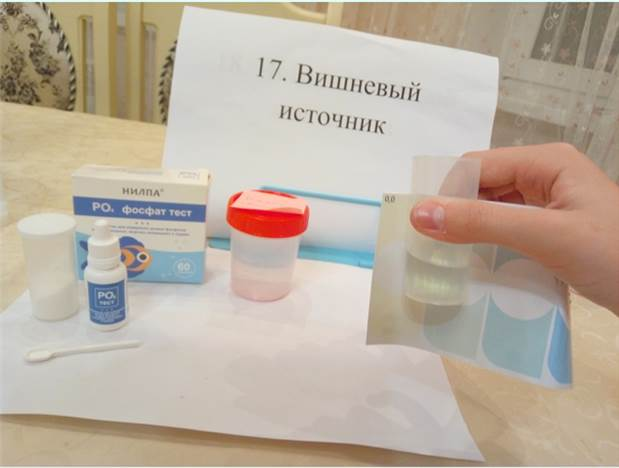 17. Вишневый
источник
НИЛПА®
PO₄ фосфат тест
60
PO₄
ТЕСТ
0,0